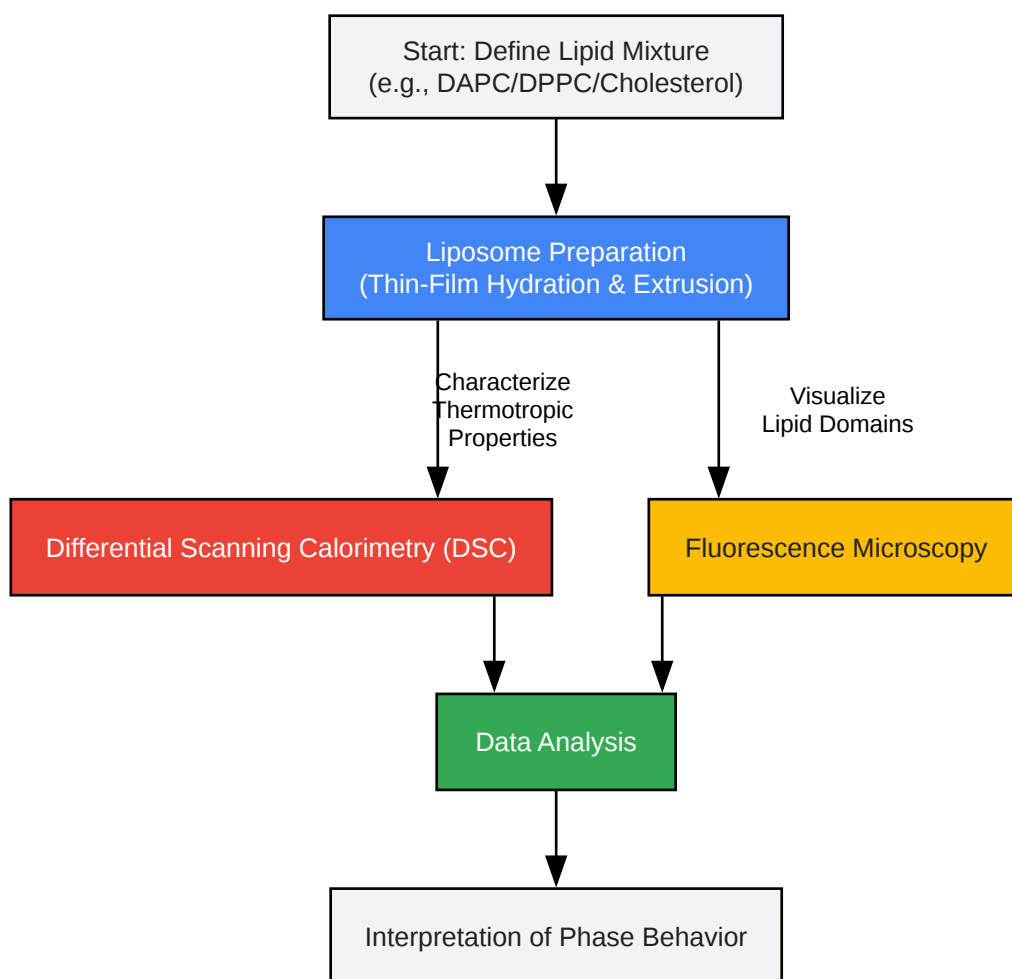 Start: Define Lipid Mixture
(e.g., DAPC/DPPC/Cholesterol)
Liposome Preparation
(Thin-Film Hydration & Extrusion)
Characterize
Thermotropic
Properties
Visualize
Lipid Domains
Differential Scanning Calorimetry (DSC)
Fluorescence Microscopy
Data Analysis
Interpretation of Phase Behavior